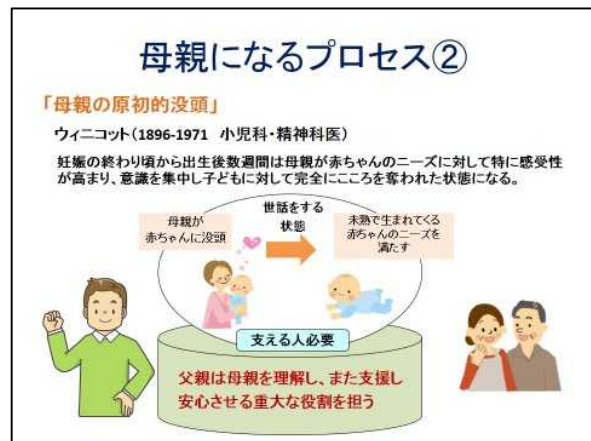 母親になるプロセス②
「母親の原初的没頭」
ウィニコット（1896-1971　小児科・精神科医）
妊娠の終わり頃から出生後数週間は母親が赤ちゃんのニーズに対して特に感受性
が高まり、意識を集中し子どもに対して完全にこころを奪われた状態になる。
母親が
赤ちゃんに没頭
世話をする
状態
未熟で生まれてくる
赤ちゃんのニーズを
満たす
支える人必要
父親は母親を理解し、また支援し
安心させる重大な役割を担う